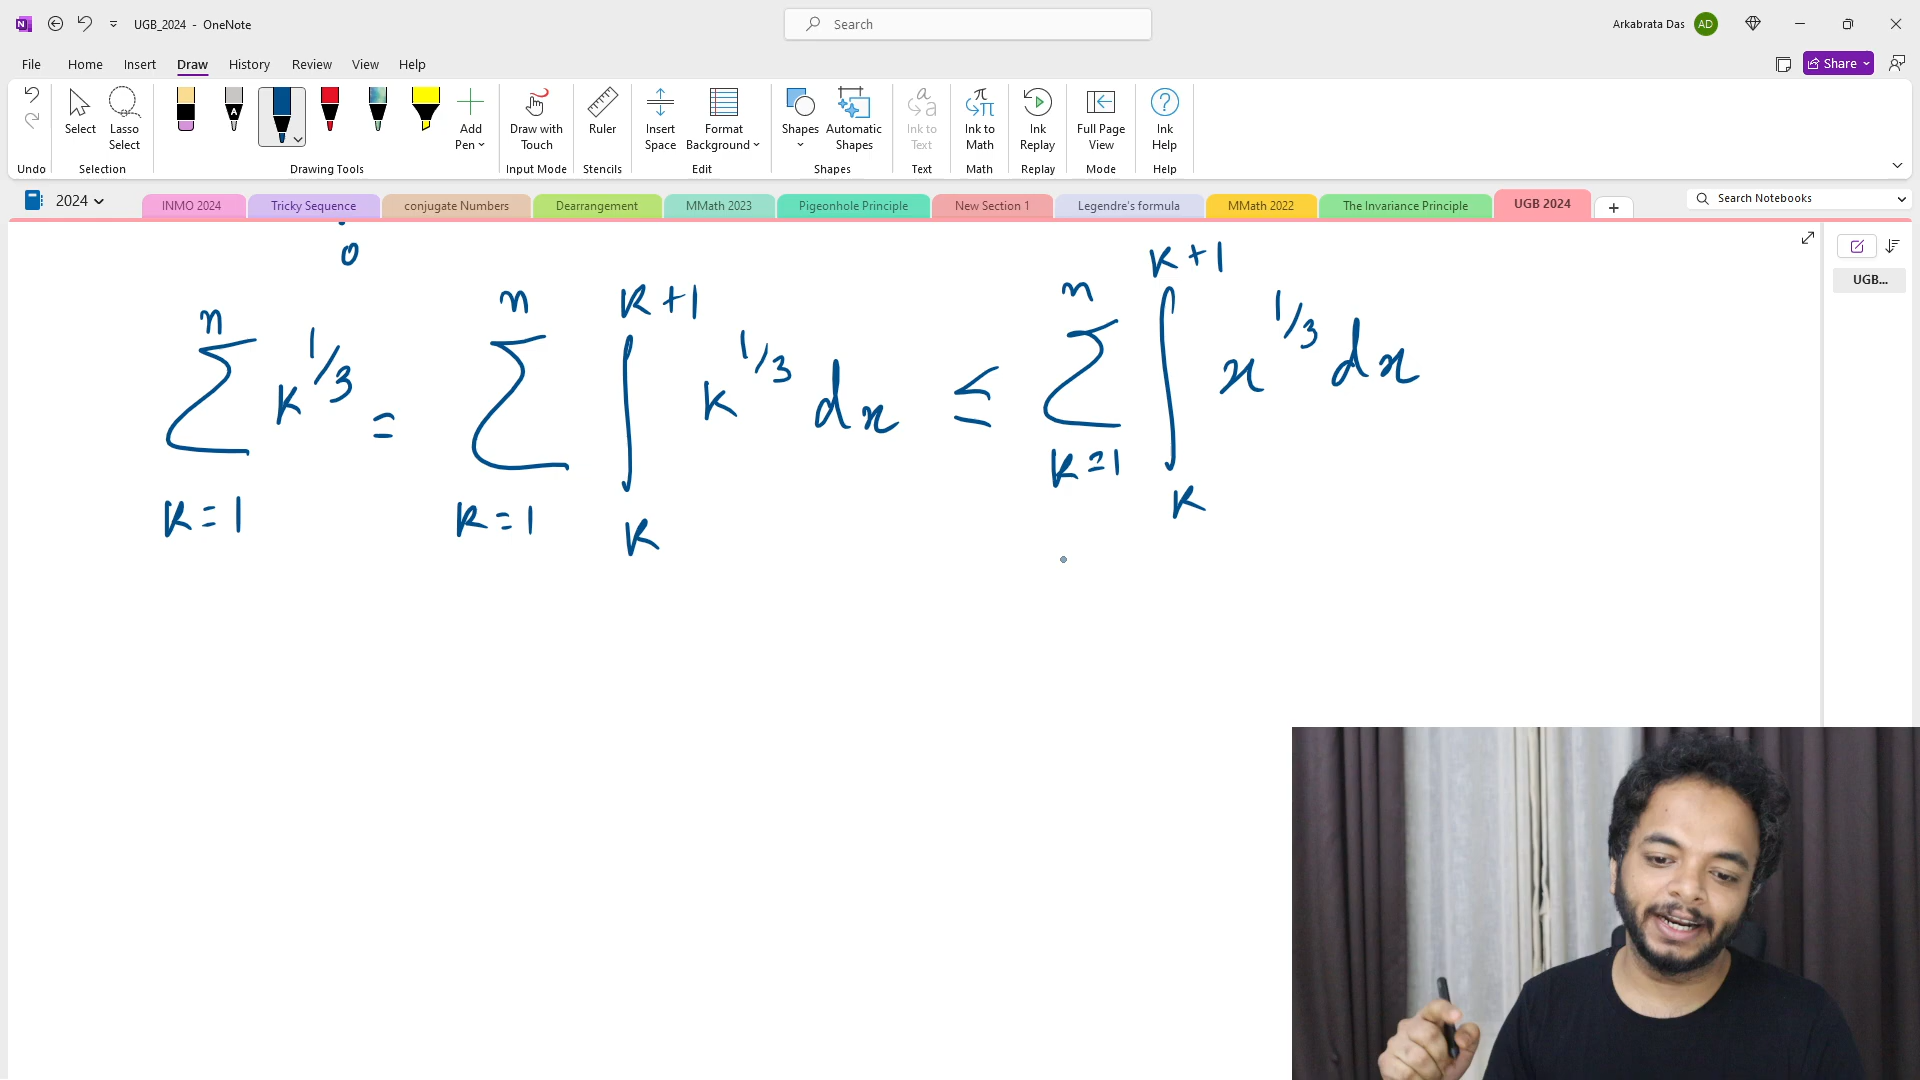 UGB_2024 - OneNote
Search
Arkabrata Das AD
File Home Insert Draw History Review View Help
Share
Undo
Select
Lasso Select
Selection
A
Add Pen
Drawing Tools
Draw with Touch
Input Mode
Ruler
Stencils
Insert Space
Format Background
Edit
Shapes
Automatic Shapes
Shapes
Ink to Text
Text
Ink to Math
Math
Ink Replay
Replay
Full Page View
Mode
Ink Help
Help
2024
INMO 2024
Tricky Sequence
conjugate Numbers
Dearrangement
MMath 2023
Pigeonhole Principle
New Section 1
Legendre's formula
MMath 2022
The Invariance Principle
UGB 2024
+
Search Notebooks
UGB...
0
n ∑ k=1 k^1/3 = n ∑ k=1 ∫ K K+1 k^1/3 dx ≤ n ∑ k=1 ∫ K K+1 x^1/3 dx